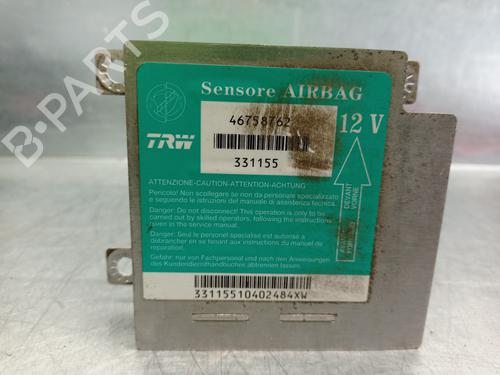 B-PARTS
Sensore AIRBAG
46758762
12 V
TRW
331155
ATTENZIONE-CAUTION-ATTENTION-ACHTUNG
Pericolo! Non scollegare se non da personale specializzato
e seguendo le istruzioni del manuale di assistenza tecnica.
Danger: Do not disconnect! This operation is only to be
carried out by skilled operators, following the instructions
given in the service manual.
Danger: Seul le personel specialisé est autorisé a
debrancher en se tenant aux instructions du manuel de
reparation.
Gefahr: nur von Fachpersonal und nach den Anweisungen
des Kundendiensthandbuches abtrennen lassen.
DEVANT
VORNE
33115510402484XW